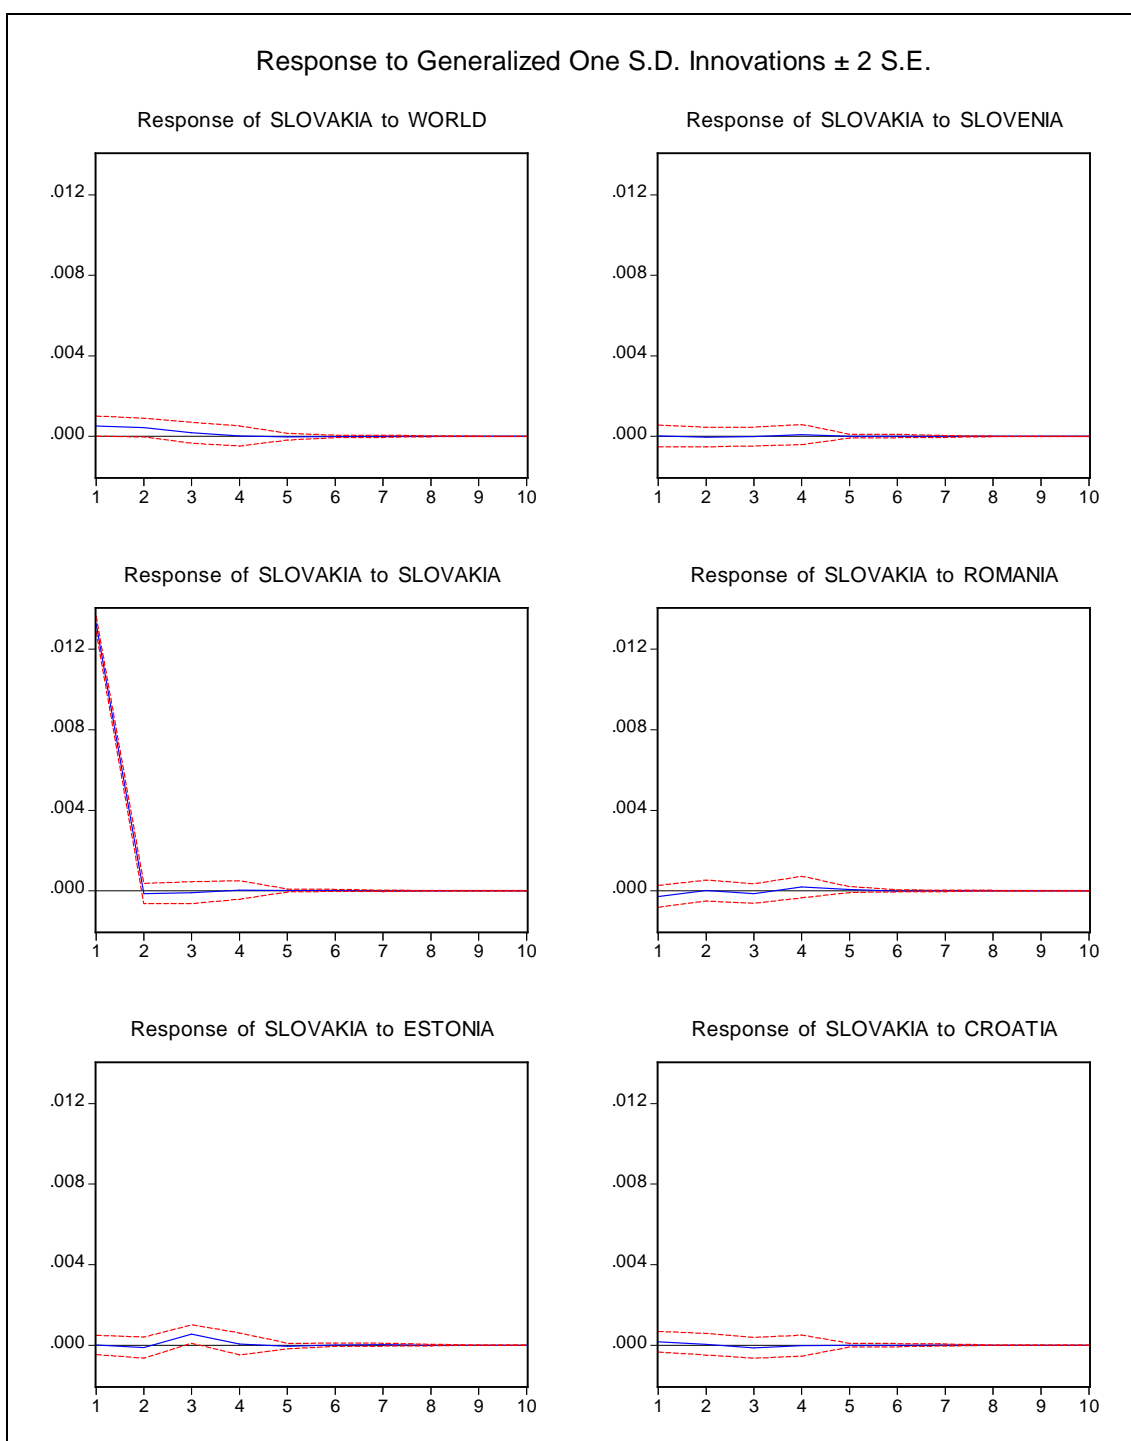 Response to Generalized One S.D. Innovations ± 2 S.E.
Response of SLOVAKIA to WORLD
.012
.008
.004
.000
1 2 3 4 5 6 7 8 9 10
Response of SLOVAKIA to SLOVENIA
.012
.008
.004
.000
1 2 3 4 5 6 7 8 9 10
Response of SLOVAKIA to SLOVAKIA
.012
.008
.004
.000
1 2 3 4 5 6 7 8 9 10
Response of SLOVAKIA to ROMANIA
.012
.008
.004
.000
1 2 3 4 5 6 7 8 9 10
Response of SLOVAKIA to ESTONIA
.012
.008
.004
.000
1 2 3 4 5 6 7 8 9 10
Response of SLOVAKIA to CROATIA
.012
.008
.004
.000
1 2 3 4 5 6 7 8 9 10